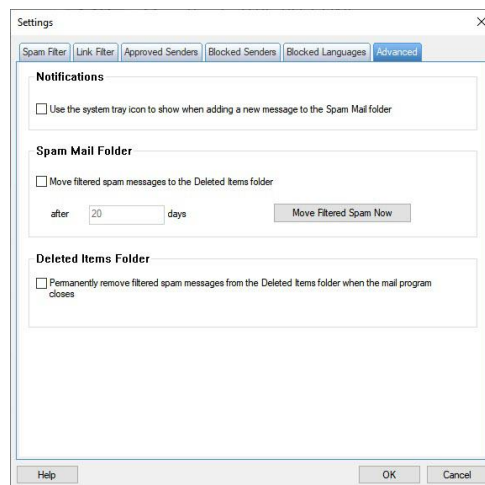 Settings
Spam Filter Link Filter Approved Senders Blocked Senders Blocked Languages Advanced
Notifications
Use the system tray icon to show when adding a new message to the Spam Mail folder
Spam Mail Folder
Move filtered spam messages to the Deleted Items folder
after 20 days Move Filtered Spam Now
Deleted Items Folder
Permanently remove filtered spam messages from the Deleted Items folder when the mail program
closes
Help OK Cancel